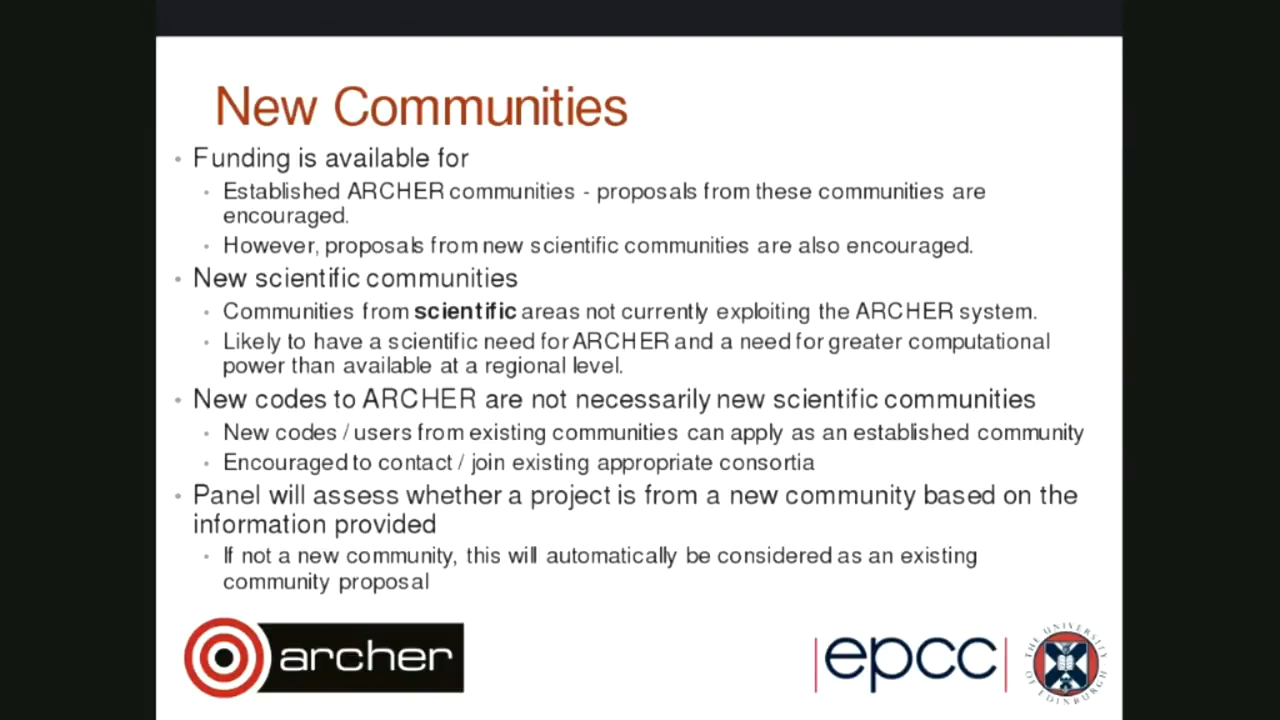 New Communities
• Funding is available for
• Established ARCHER communities - proposals from these communities are
encouraged.
• However, proposals from new scientific communities are also encouraged.
• New scientific communities
• Communities from scientific areas not currently exploiting the ARCHER system.
• Likely to have a scientific need for ARCHER and a need for greater computational
power than available at a regional level.
• New codes to ARCHER are not necessarily new scientific communities
• New codes / users from existing communities can apply as an established community
• Encouraged to contact / join existing appropriate consortia
• Panel will assess whether a project is from a new community based on the
information provided
• If not a new community, this will automatically be considered as an existing
community proposal
archer
|epcc|
THE UNIVERSITY OF EDINBURGH